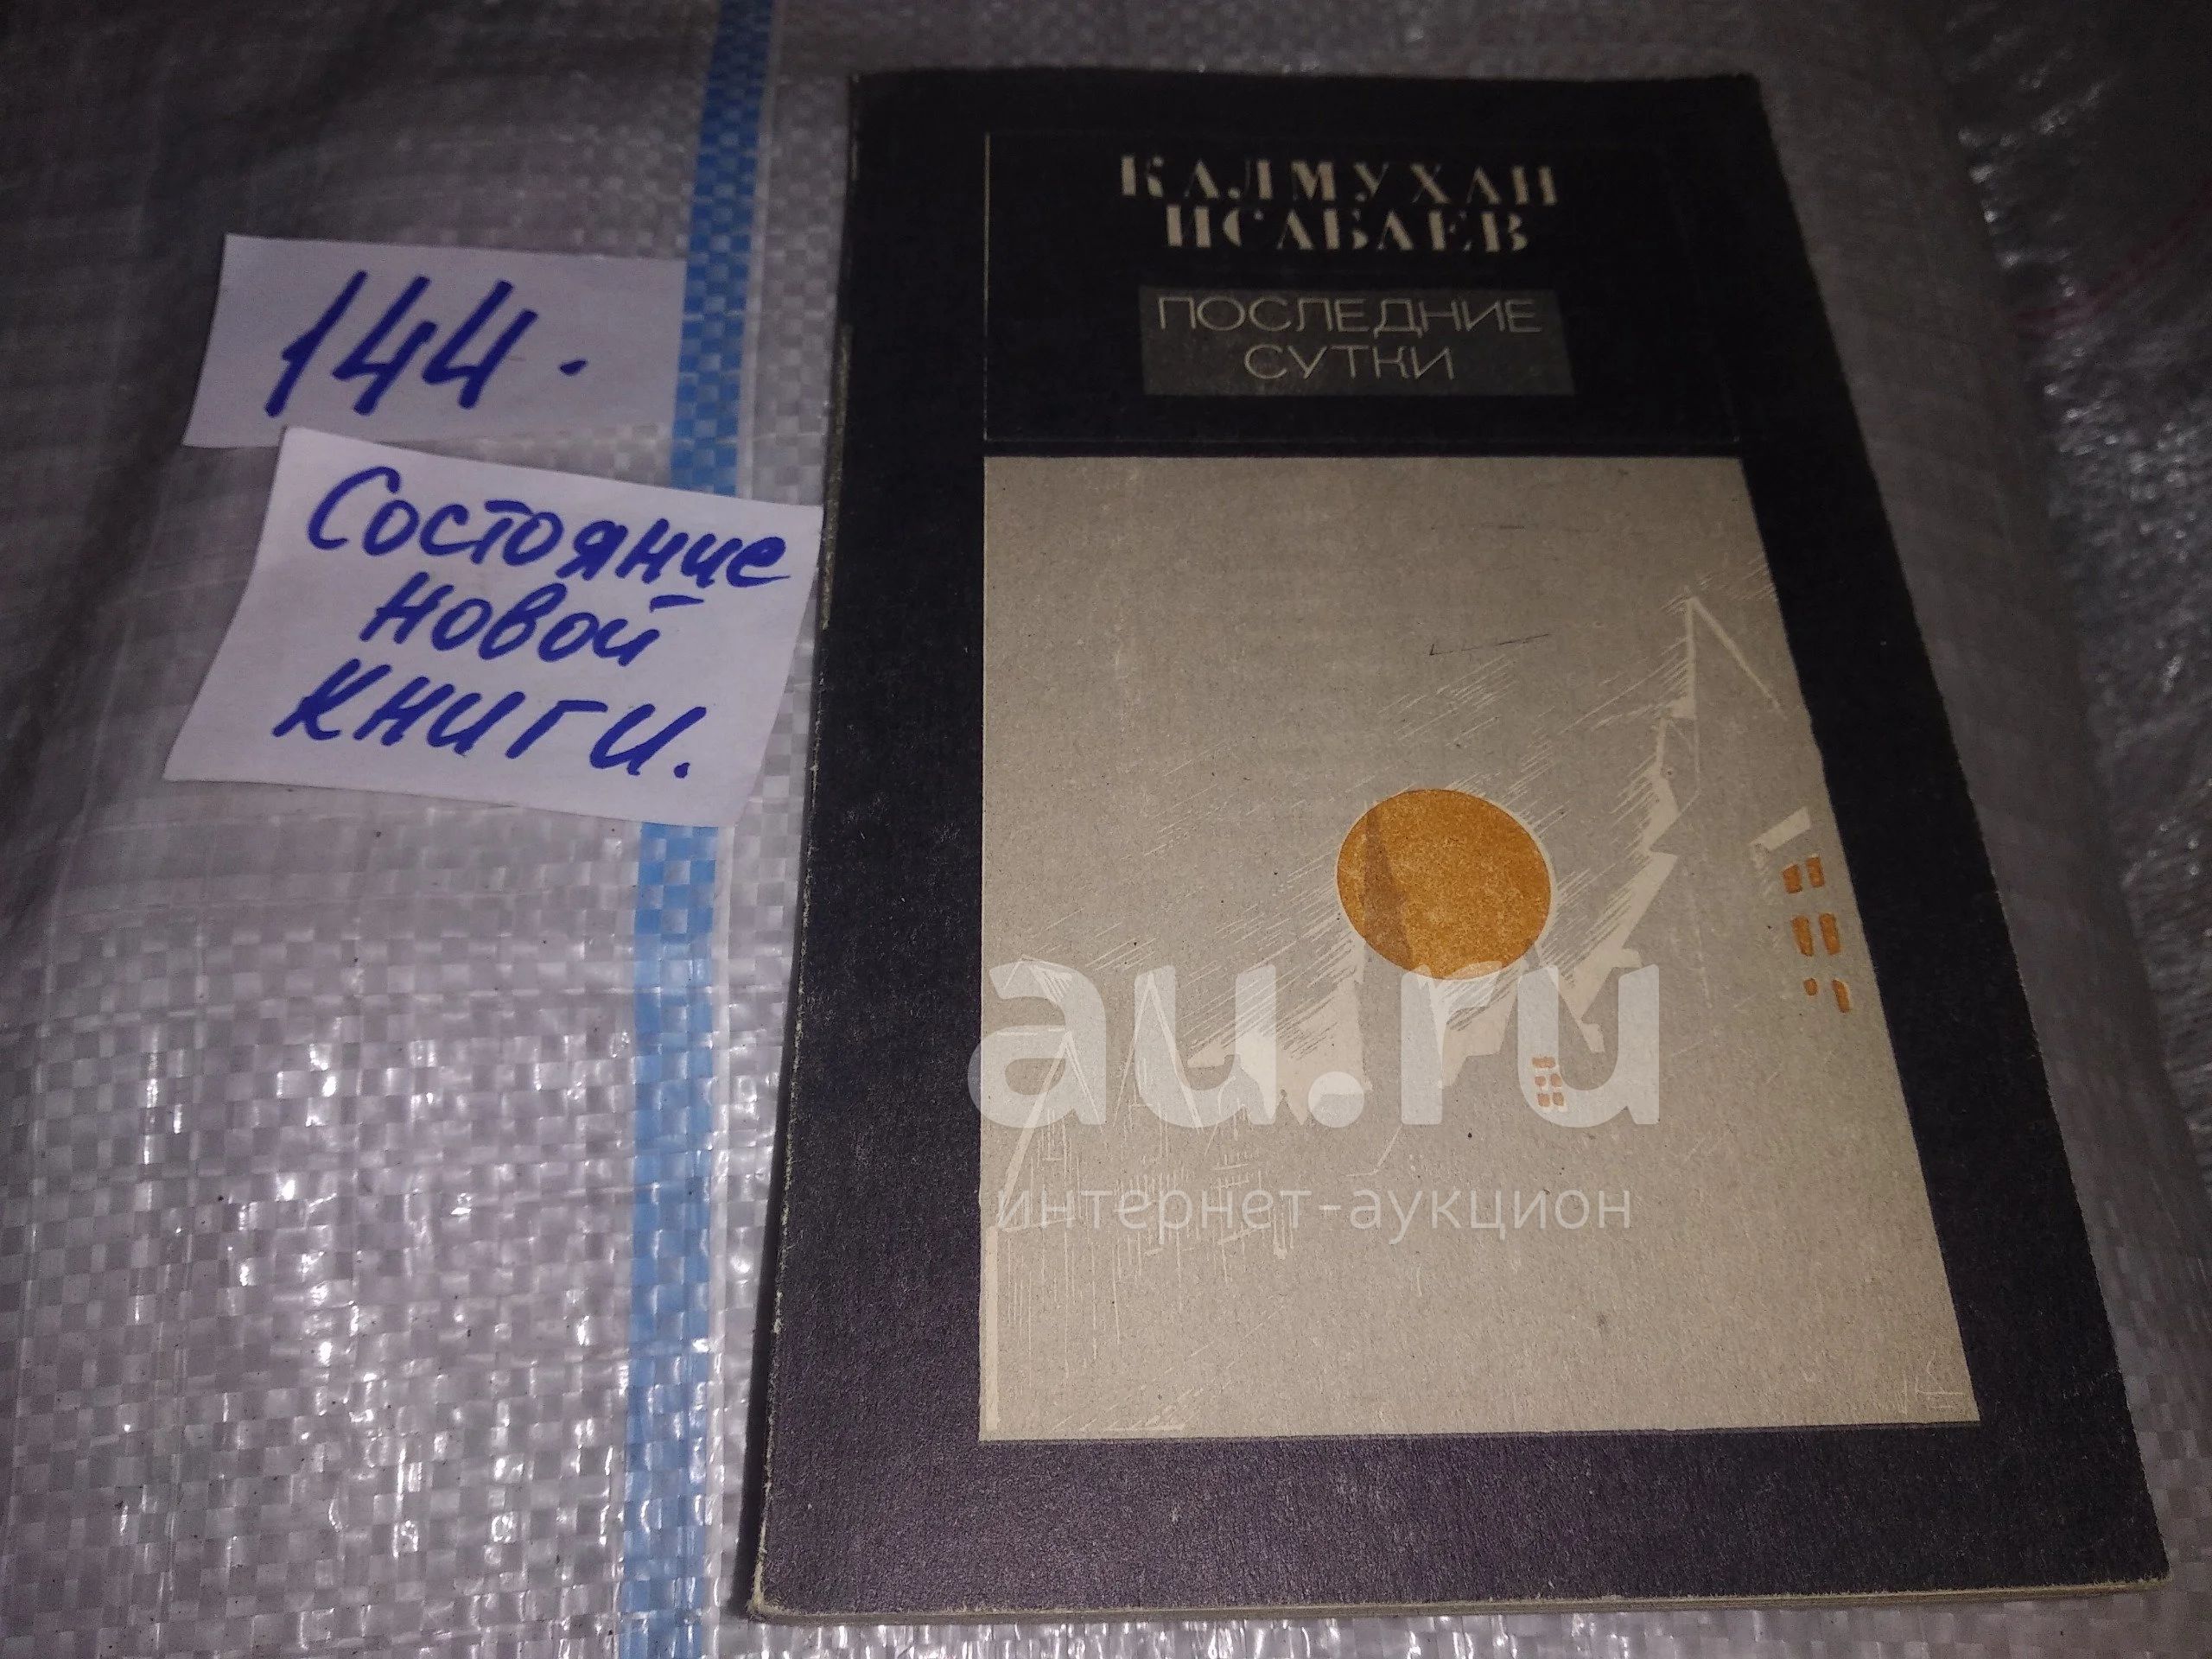 144.
Состояние
новой
книги.
КАЛМУХАН
ИСАБАЕВ
ПОСЛЕДНИЕ
СУТКИ
au.ru
интернет-аукцион